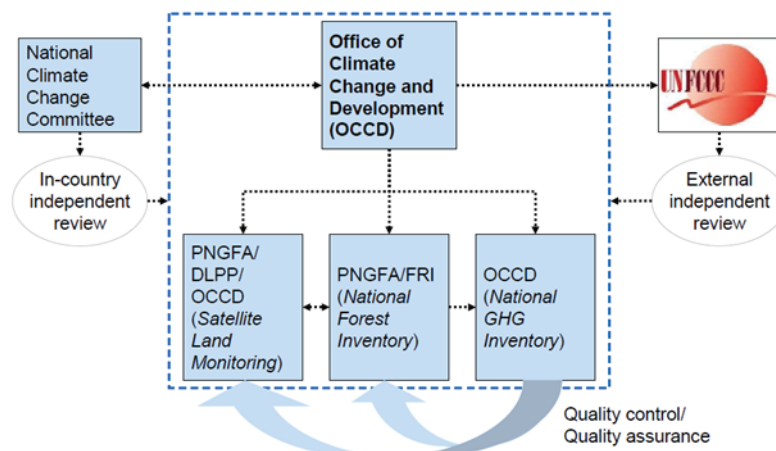 National
Climate
Change
Committee
Office of
Climate
Change and
Development
(OCCD)
UNFCCC
In-country
independent
review
External
independent
review
PNGFA/
DLPP/
OCCD
(Satellite
Land
Monitoring)
PNGFA/FRI
(National
Forest
Inventory)
OCCD
(National
GHG
Inventory)
Quality control/
Quality assurance